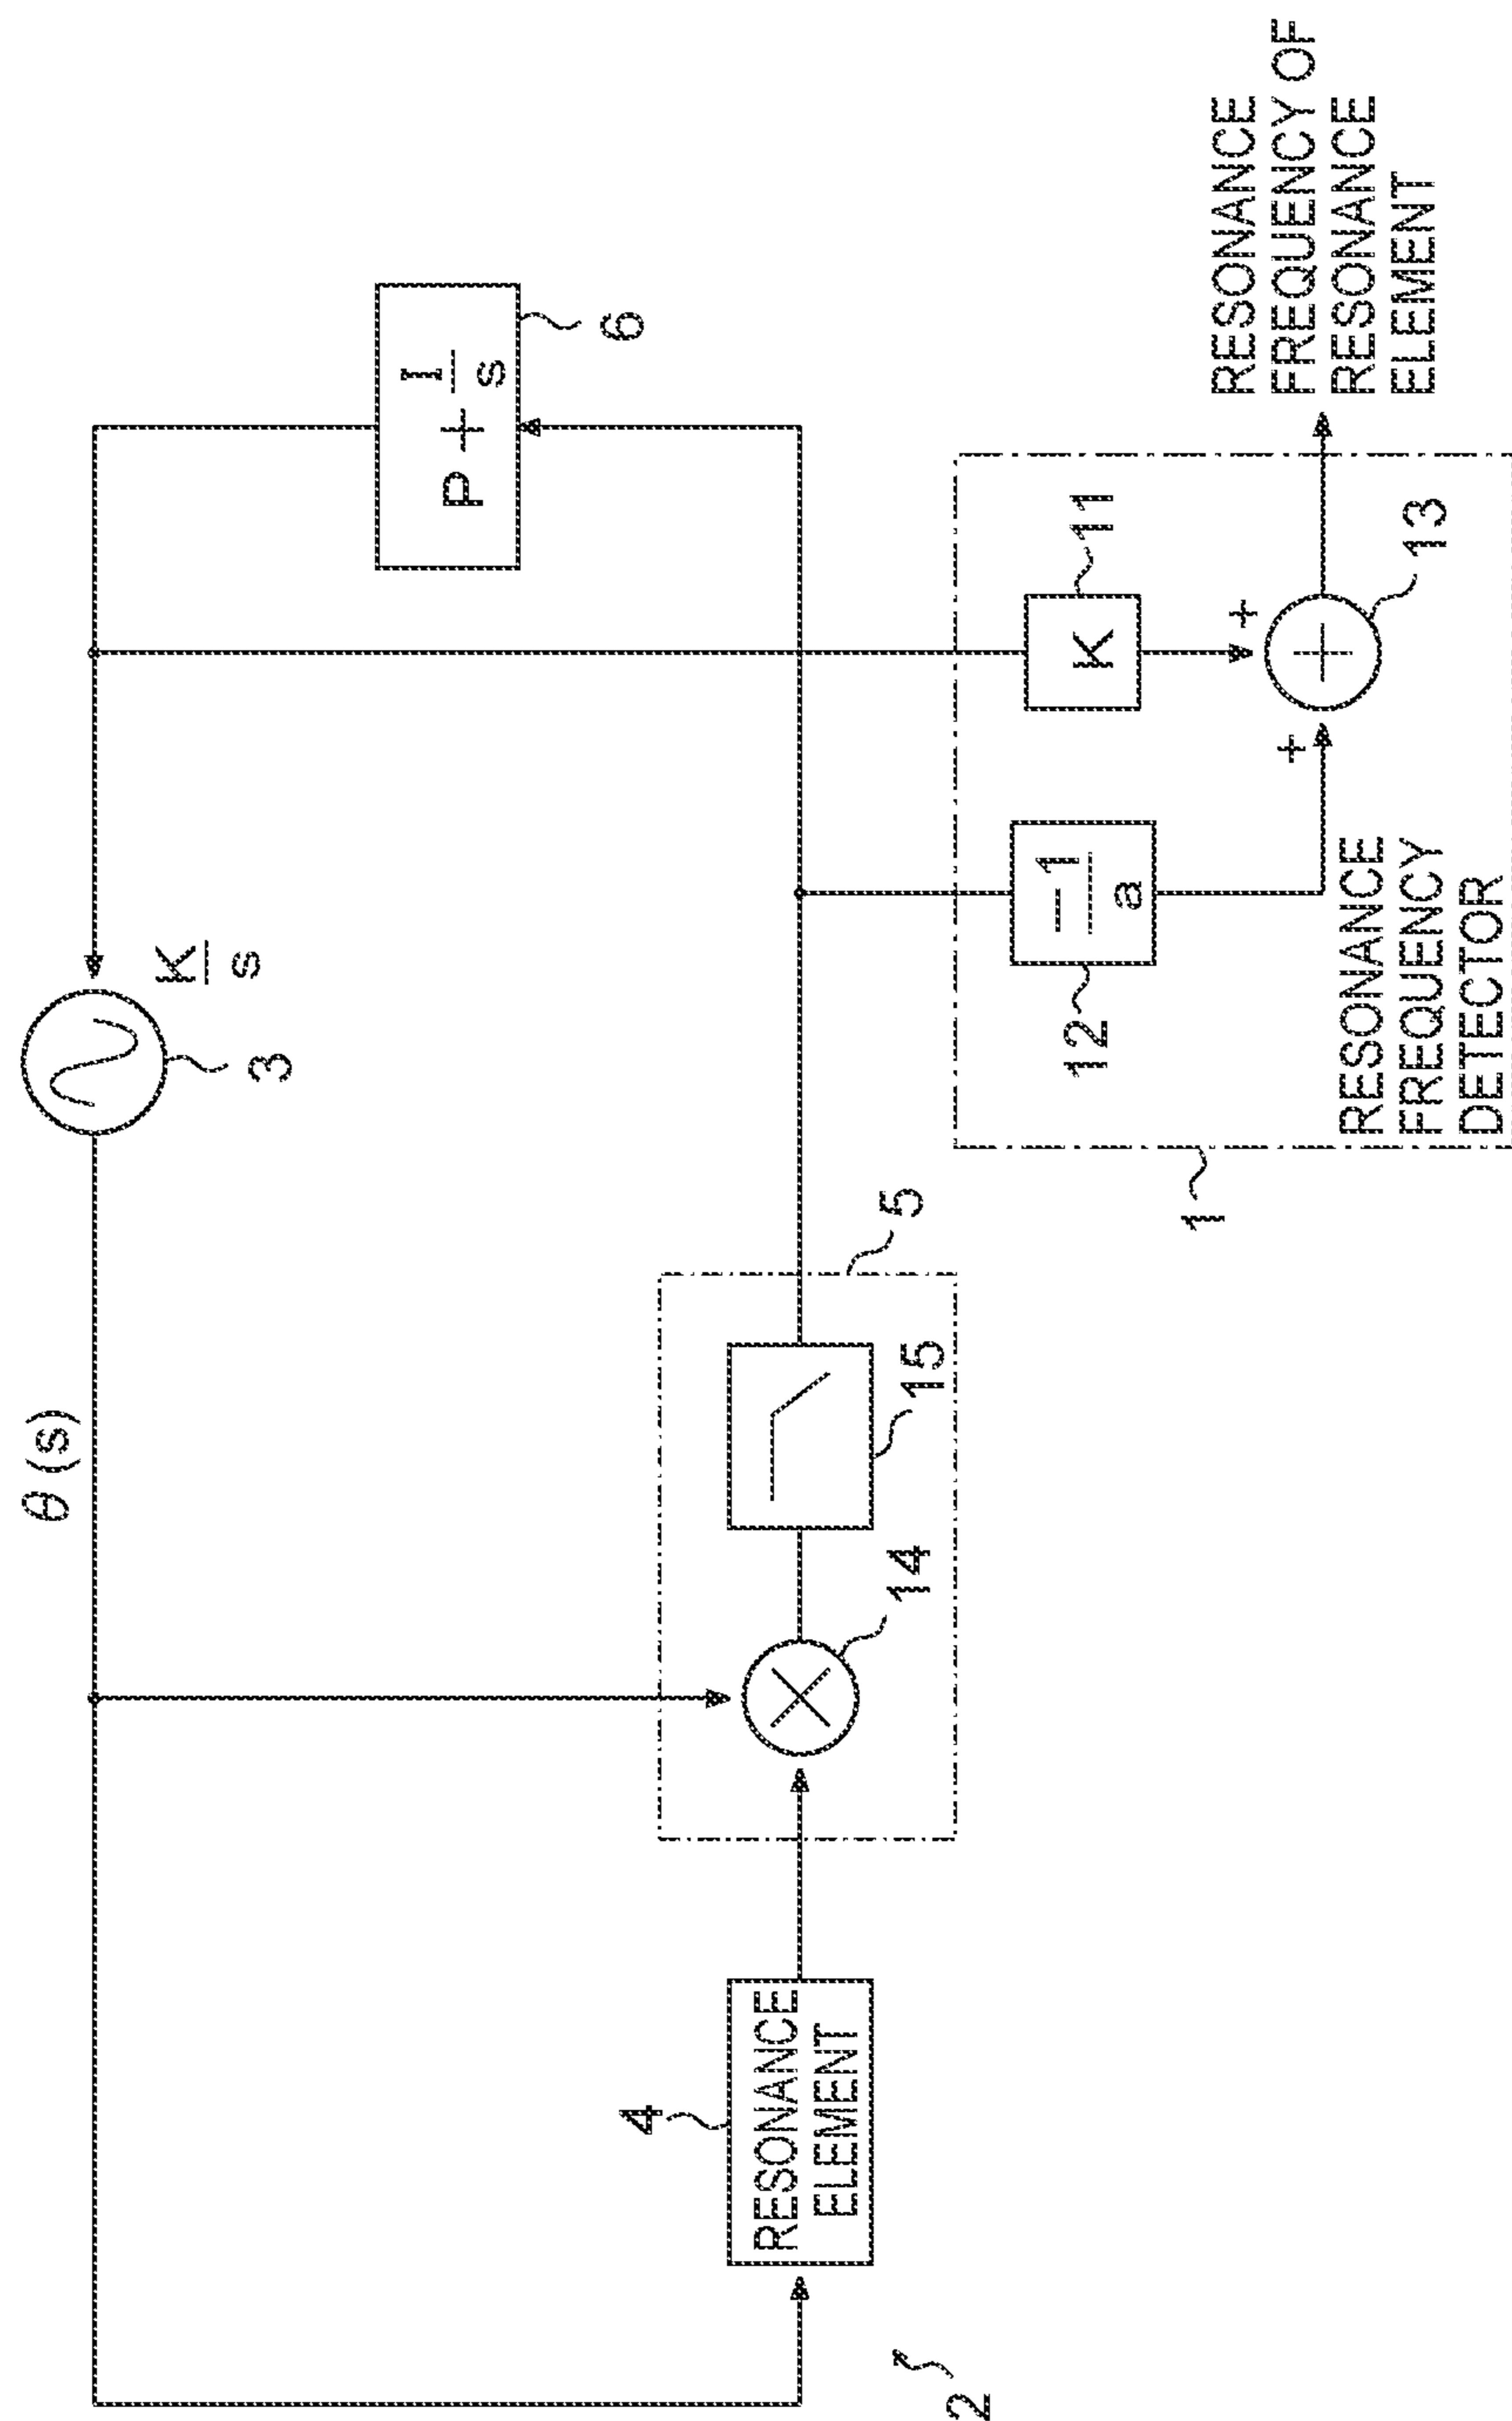 θ (s)
K
s
3
P + I
s
6
4
RESONANCE
ELEMENT
14
15
5
2
1
12
−1
a
K
11
+
+
13
RESONANCE
FREQUENCY
DETECTOR
RESONANCE
FREQUENCY OF
RESONANCE
ELEMENT